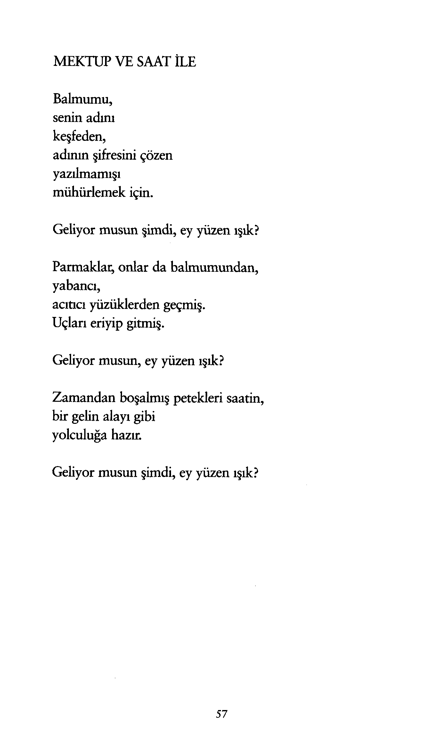 MEKTUP VE SAAT İLE
Balmumu,
senin adını
keşfeden,
adının şifresini çözen
yazılmamışı
mühürlemek için.
Geliyor musun şimdi, ey yüzen ışık?
Parmaklar, onlar da balmumundan,
yabancı,
acıtıcı yüzüklerden geçmiş.
Uçları eriyip gitmiş.
Geliyor musun, ey yüzen ışık?
Zamandan boşalmış petekleri saatin,
bir gelin alayı gibi
yolculuğa hazır.
Geliyor musun şimdi, ey yüzen ışık?
57